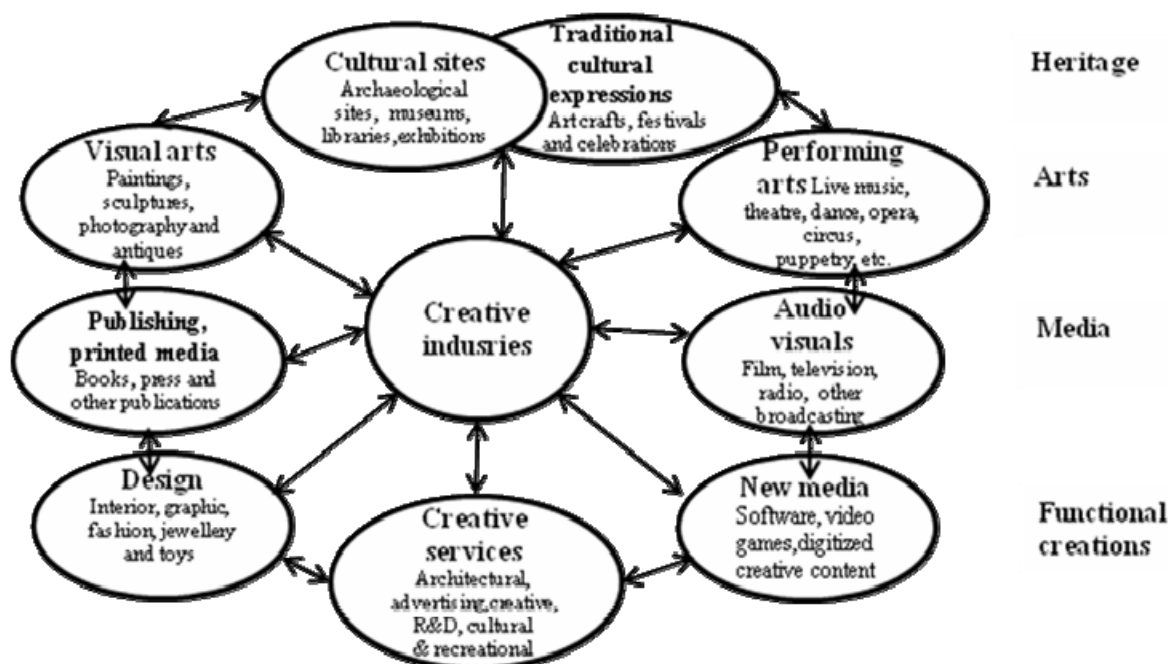 Cultural sites
Archaeological
sites, museums,
libraries,exhibitions
Traditional
cultural
expressions
Art crafts, festivals
and celebrations
Heritage
Visual arts
Paintings,
sculptures,
photography and
antiques
Performing
arts Live music,
theatre, dance, opera,
circus,
puppetry, etc.
Arts
Creative
indusries
Publishing,
printed media
Books, press and
other publications
Audio
visuals
Film, television,
radio, other
broadcasting
Media
Design
Interior, graphic,
fashion, jewellery
and toys
Creative
services
Architectural,
advertising,creative,
R&D, cultural
& recreational
New media
Software, video
games,digitized
creative content
Functional
creations